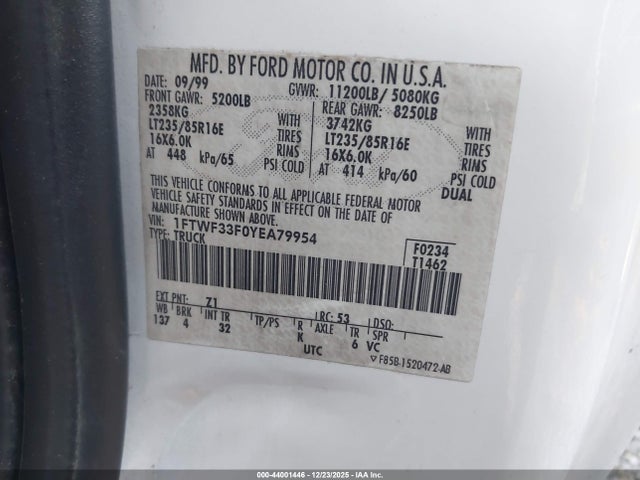 MFD. BY FORD MOTOR CO. IN U.S.A.
DATE: 09/99 GVWR: 11200LB/ 5080KG
FRONT GAWR: 5200LB REAR GAWR: 8250LB
2358KG WITH 3742KG WITH
LT235/85R16E TIRES LT235/85R16E TIRES
16X6.0K RIMS 16X6.0K RIMS
AT 448 kPa/65 PSI COLD AT 414 kPa/60 PSI COLD
DUAL
THIS VEHICLE CONFORMS TO ALL APPLICABLE FEDERAL MOTOR
VEHICLE SAFETY STANDARDS IN EFFECT ON THE DATE OF
MANUFACTURE SHOWN ABOVE.
VIN: 1FTWF33F0YEA79954
TYPE: TRUCK
F0234
T1462
EXT PNT: Z1 RC: 53 DSO:
WB BRK INT TR TP/PS R AXLE TR SPR
137 4 32 K 6 VC
UTC
F85B-1520472-AB
000-44001446 - 12/23/2025 - IAAI, Inc.